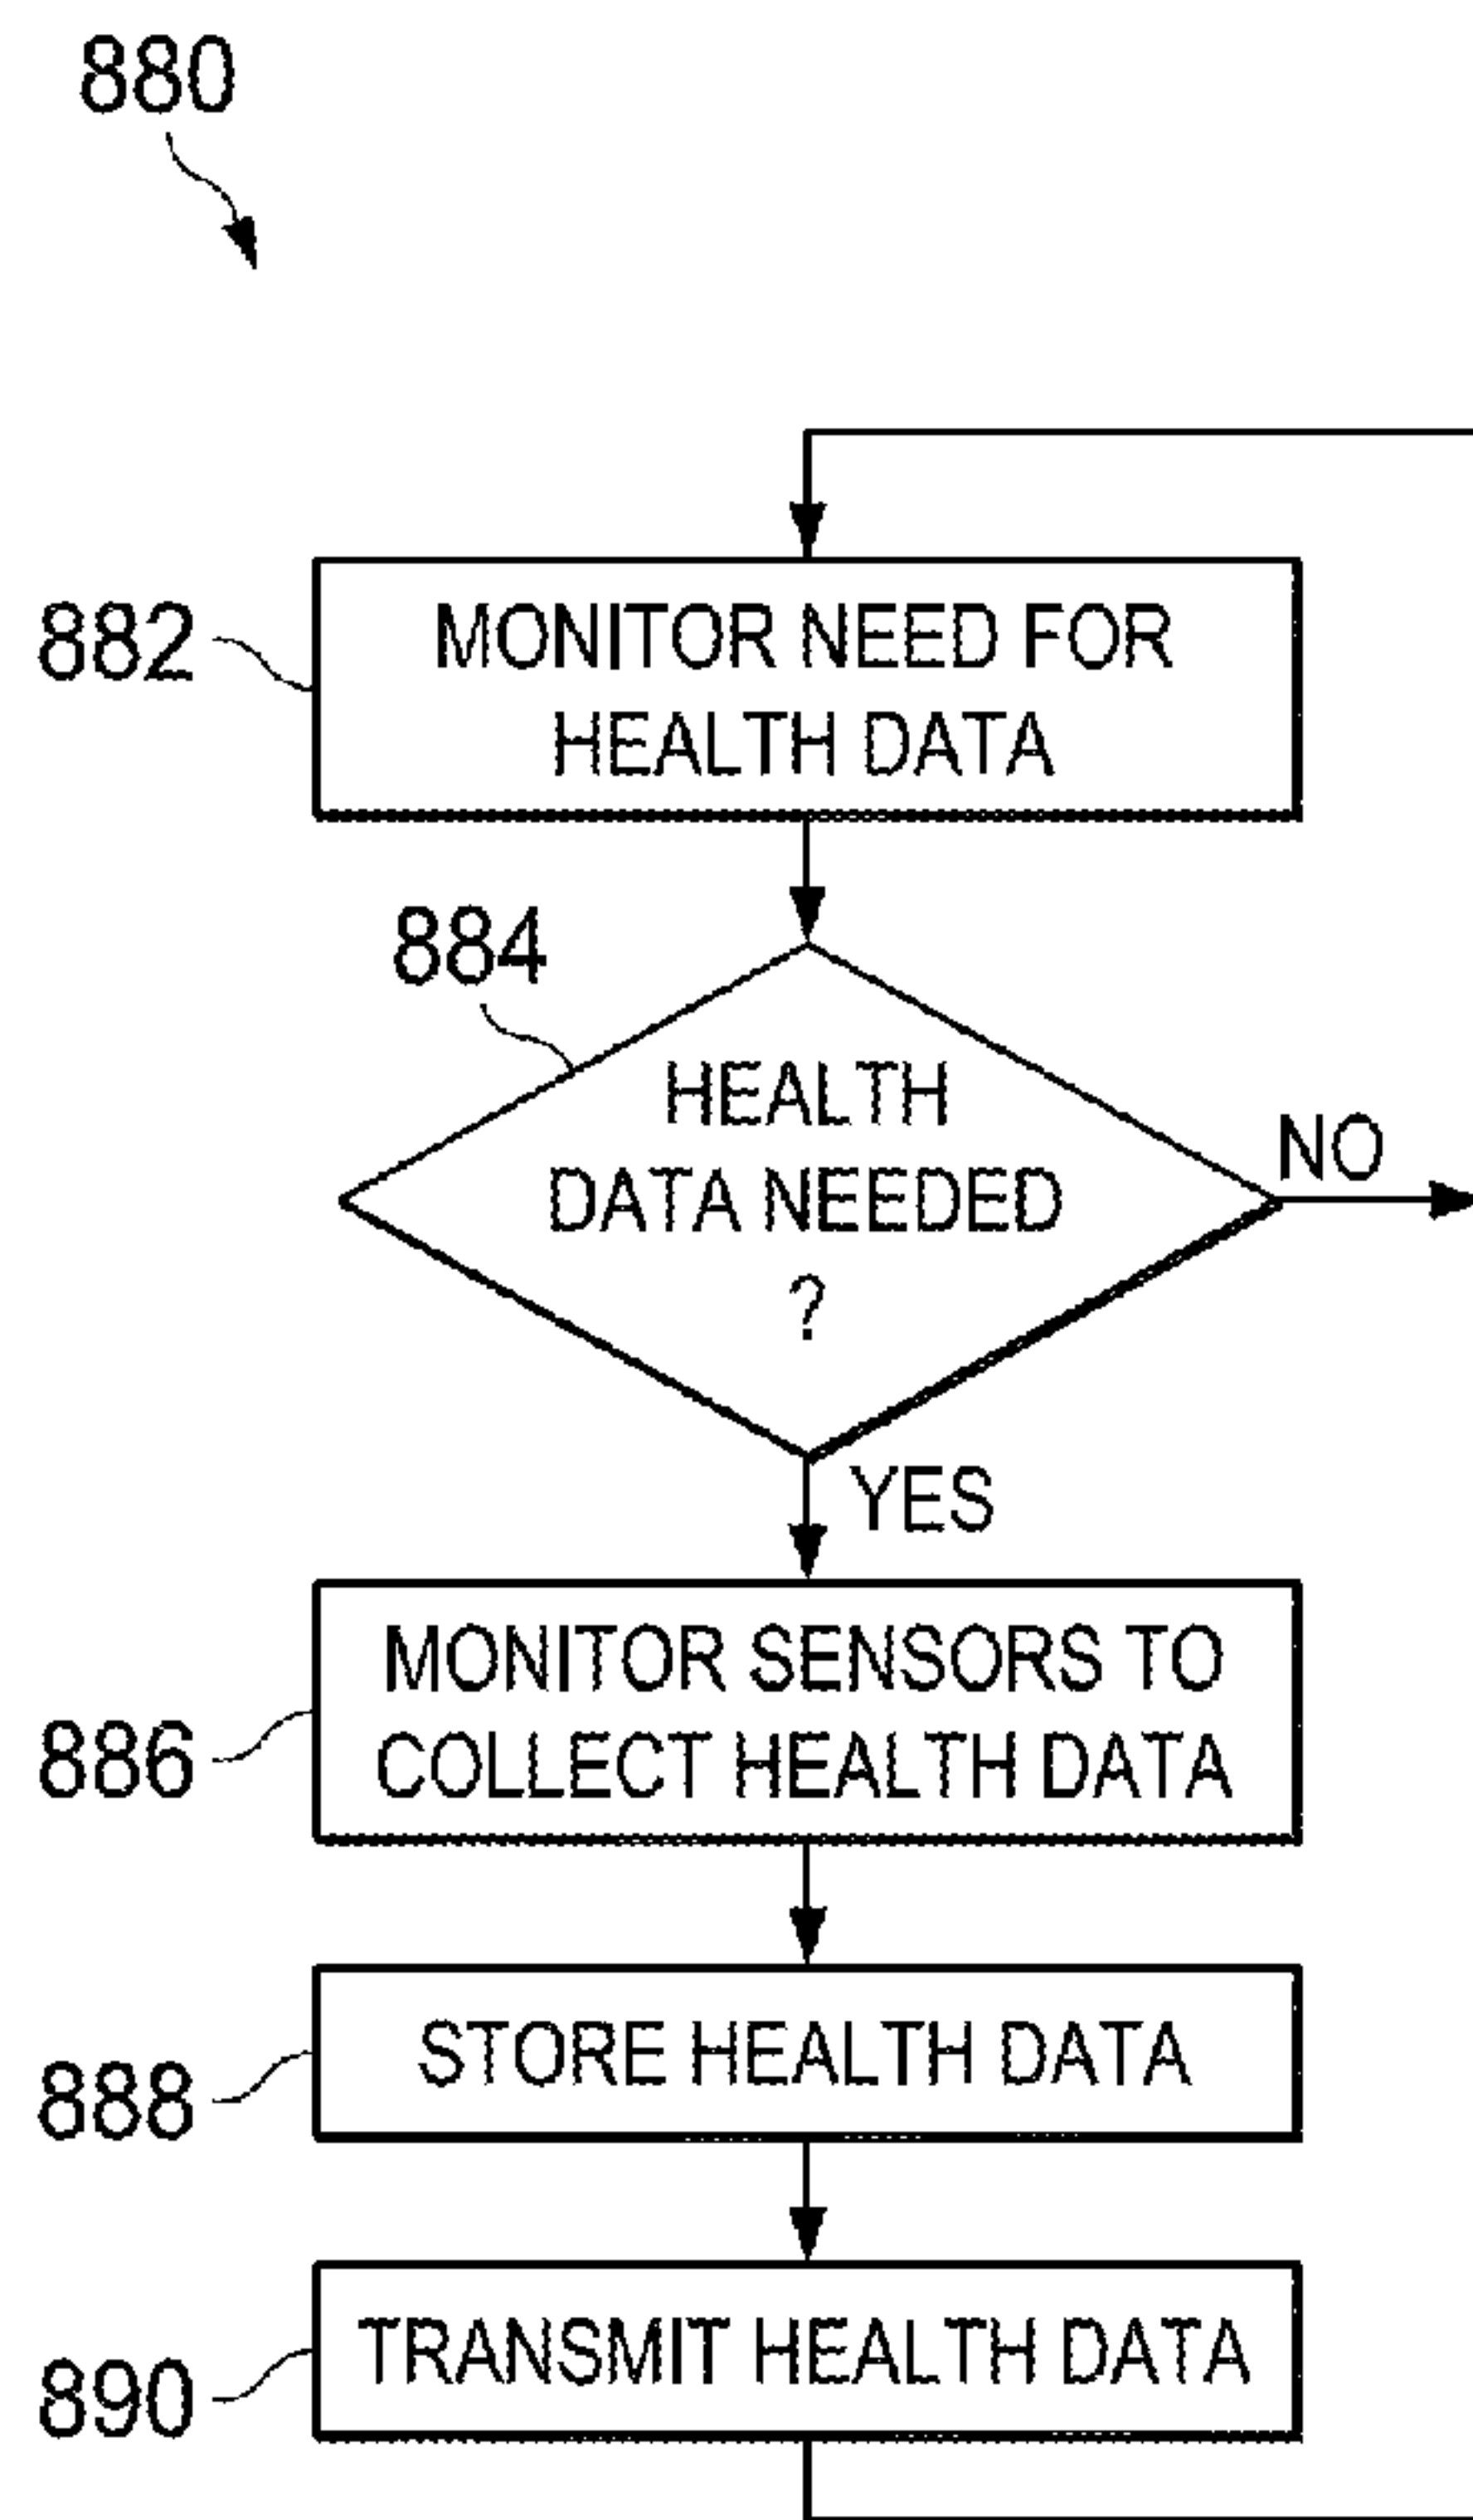 880
882
MONITOR NEED FOR
HEALTH DATA
884
HEALTH
DATA NEEDED
?
NO
YES
886
MONITOR SENSORS TO
COLLECT HEALTH DATA
888
STORE HEALTH DATA
890
TRANSMIT HEALTH DATA